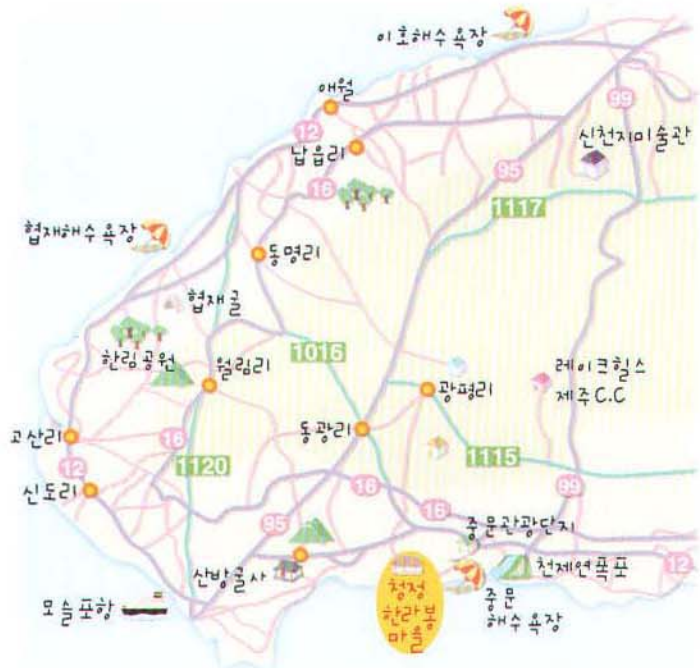 이호해수욕장
애월
99
12
신천지미술관
납읍리
95
16
1117
협재해수욕장
동명리
협재굴
한림공원
1016
월림리
레이크힐스
제주C.C
광평리
고산리
16
동광리
12
1120
1115
신도리
16
99
95
16
중문관광단지
산방굴사
천제연폭포
12
청정
한라봉
마을
중문
해수욕장
모슬포항